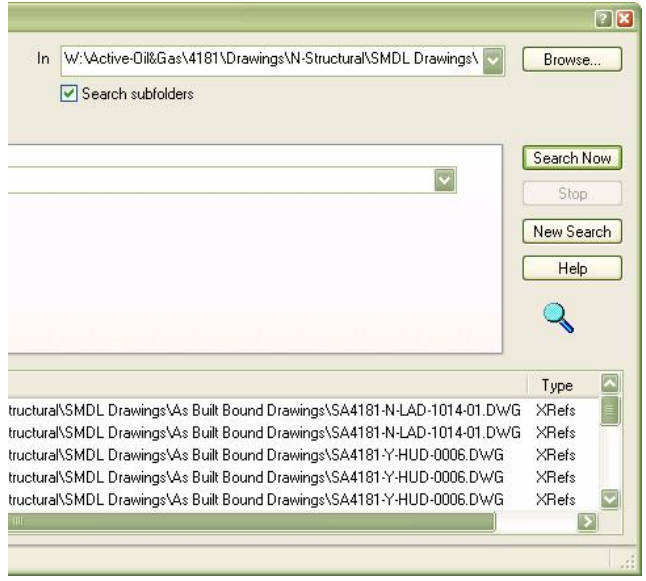 In W:\Active-Oil&Gas\4181\Drawings\N-Structural\SMDL Drawings\ Browse...
Search subfolders
Search Now
Stop
New Search
Help
Type
tructural\SMDL Drawings\As Built Bound Drawings\SA4181-N-LAD-1014-01.DWG XRefs
tructural\SMDL Drawings\As Built Bound Drawings\SA4181-N-LAD-1014-01.DWG XRefs
tructural\SMDL Drawings\As Built Bound Drawings\SA4181-Y-HUD-0006.DWG XRefs
tructural\SMDL Drawings\As Built Bound Drawings\SA4181-Y-HUD-0006.DWG XRefs
tructural\SMDL Drawings\As Built Bound Drawings\SA4181-Y-HUD-0006.DWG XRefs